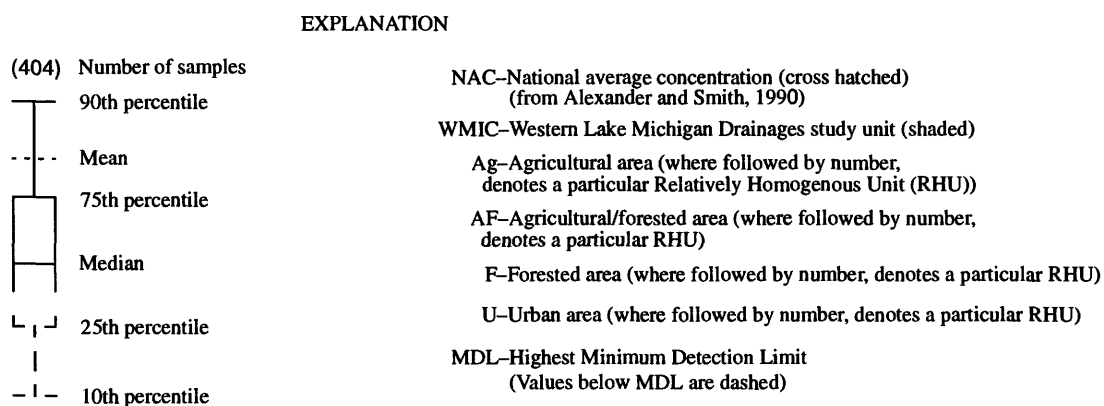 EXPLANATION
(404) Number of samples
90th percentile
Mean
75th percentile
Median
25th percentile
10th percentile
NAC–National average concentration (cross hatched)
(from Alexander and Smith, 1990)
WMIC–Western Lake Michigan Drainages study unit (shaded)
Ag–Agricultural area (where followed by number,
denotes a particular Relatively Homogenous Unit (RHU))
AF–Agricultural/forested area (where followed by number,
denotes a particular RHU)
F–Forested area (where followed by number, denotes a particular RHU)
U–Urban area (where followed by number, denotes a particular RHU)
MDL–Highest Minimum Detection Limit
(Values below MDL are dashed)